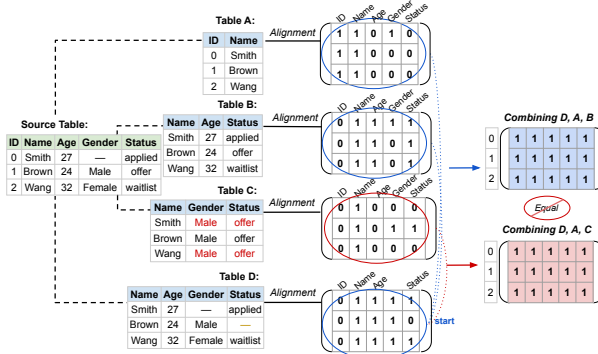 Table A:
ID Name
0 Smith
1 Brown
2 Wang
Alignment
ID Name Age Gender Status
1 1 0 1 0
1 1 0 0 0
1 1 0 0 0
Source Table:
ID Name Age Gender Status
0 Smith 27 — applied
1 Brown 24 Male offer
2 Wang 32 Female waitlist
Table B:
Name Age Status
Smith 27 applied
Brown 24 offer
Wang 32 waitlist
Alignment
ID Name Age Gender Status
0 1 1 1 1
0 1 1 0 1
0 1 1 0 1
Combining D, A, B
0 1 1 1 1 1
1 1 1 1 1 1
2 1 1 1 1 1
Equal
Table C:
Name Gender Status
Smith Male offer
Brown Male offer
Wang Male offer
Alignment
ID Name Age Gender Status
0 1 0 0 0
0 1 0 1 1
0 1 0 0 0
Combining D, A, C
0 1 1 1 1 1
1 1 1 1 1 1
2 1 1 1 1 1
Table D:
Name Age Gender Status
Smith 27 — applied
Brown 24 Male —
Wang 32 Female waitlist
Alignment
ID Name Age Status
0 1 1 1 1
0 1 1 1 0
0 1 1 1 1
start